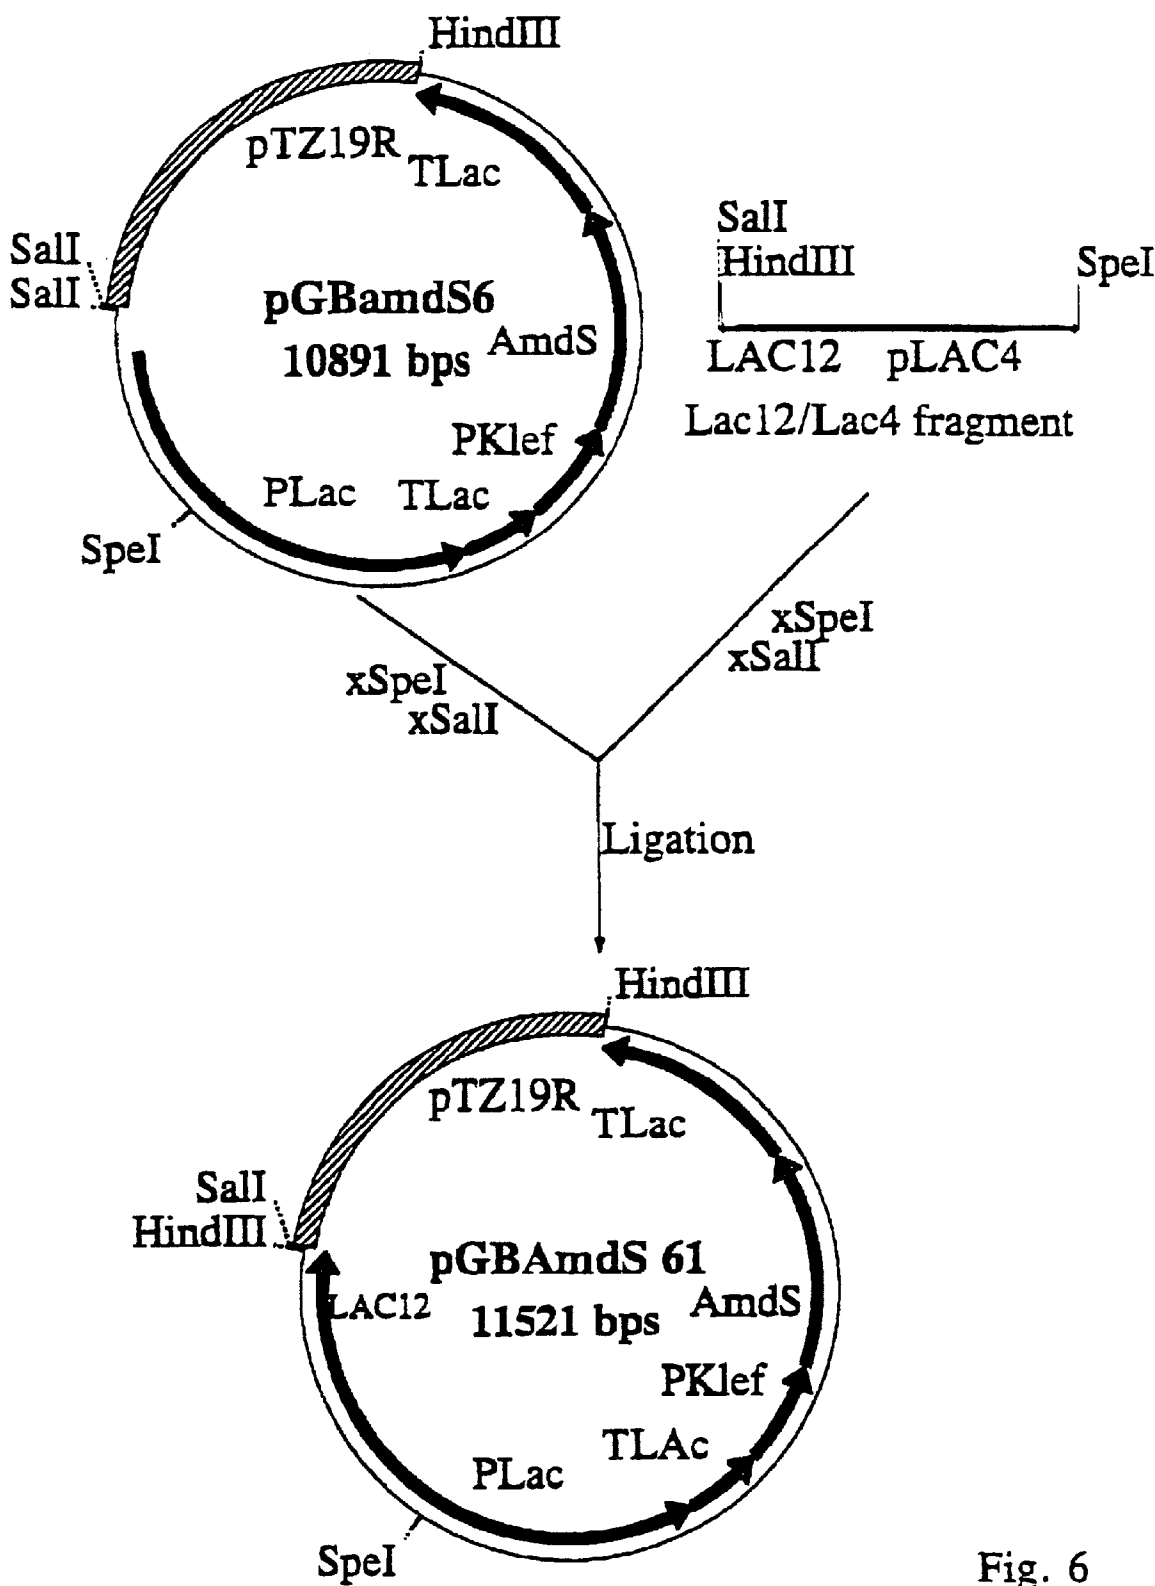 HindIII
pTZ19R
TLac
SalI
SalI
pGBamdS6
10891 bps
AmdS
PKlef
PLac
TLac
SpeI
SalI
HindIII
SpeI
LAC12
pLAC4
Lac12/Lac4 fragment
xSpeI
xSalI
xSpeI
xSalI
Ligation
HindIII
pTZ19R
TLac
SalI
HindIII
pGBAmdS 61
11521 bps
LAC12
AmdS
PKlef
TLAc
PLac
SpeI
Fig. 6